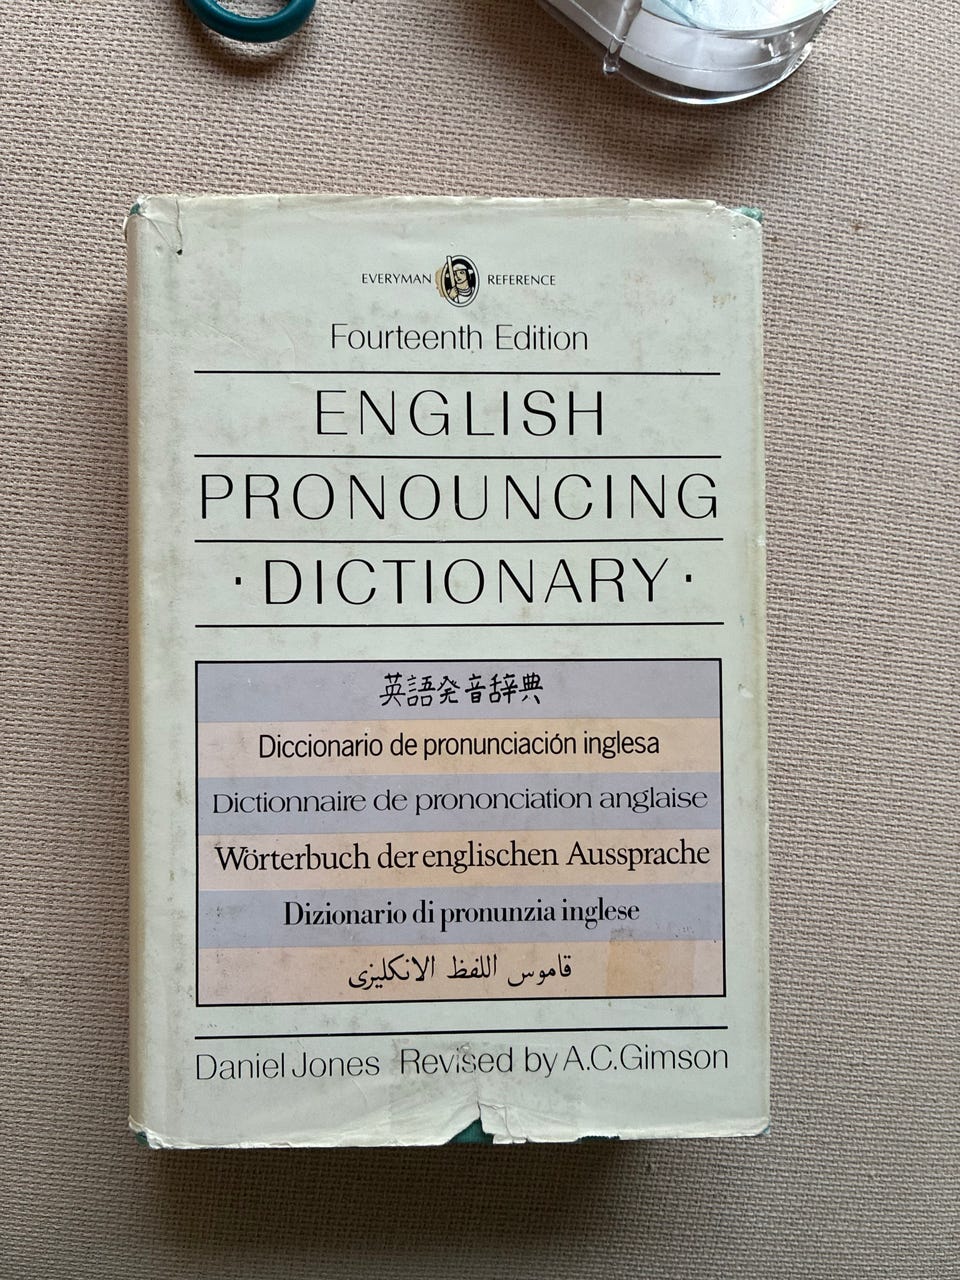 EVERYMAN REFERENCE
Fourteenth Edition
ENGLISH
PRONOUNCING
·DICTIONARY·
英語発音辞典
Diccionario de pronunciación inglesa
Dictionnaire de prononciation anglaise
Wörterbuch der englischen Aussprache
Dizionario di pronunzia inglese
قاموس اللفظ الانكليزى
Daniel Jones Revised by A.C.Gimson